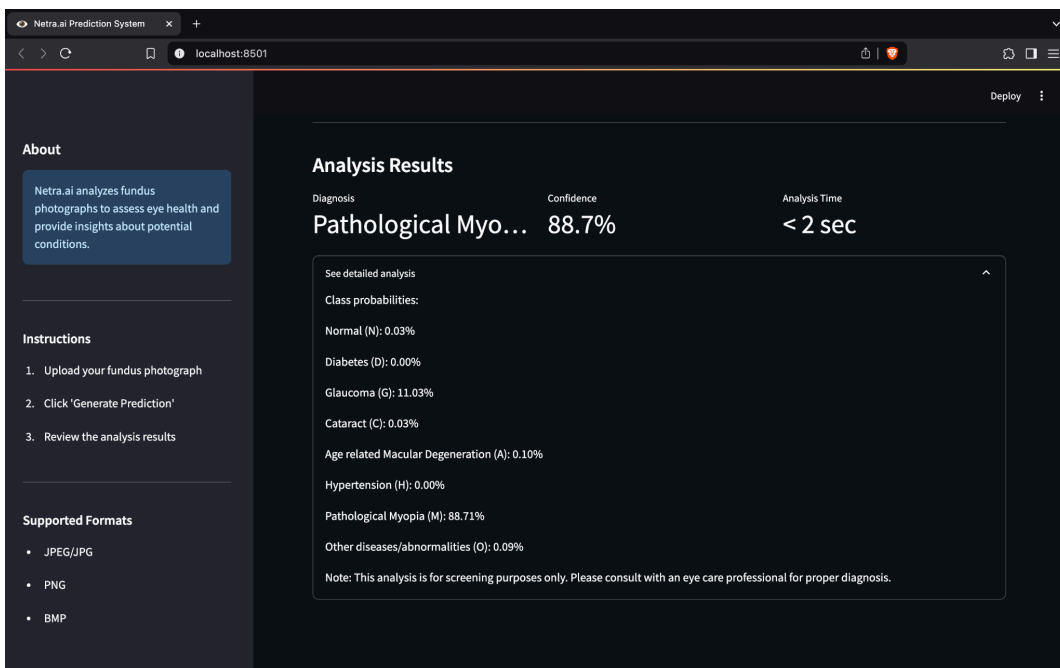 Netra.ai Prediction System
localhost:8501
Deploy
About
Netra.ai analyzes fundus
photographs to assess eye health and
provide insights about potential
conditions.
Instructions
1. Upload your fundus photograph
2. Click 'Generate Prediction'
3. Review the analysis results
Supported Formats
• JPEG/JPG
• PNG
• BMP
Analysis Results
Diagnosis
Pathological Myo...
Confidence
88.7%
Analysis Time
< 2 sec
See detailed analysis
Class probabilities:
Normal (N): 0.03%
Diabetes (D): 0.00%
Glaucoma (G): 11.03%
Cataract (C): 0.03%
Age related Macular Degeneration (A): 0.10%
Hypertension (H): 0.00%
Pathological Myopia (M): 88.71%
Other diseases/abnormalities (O): 0.09%
Note: This analysis is for screening purposes only. Please consult with an eye care professional for proper diagnosis.